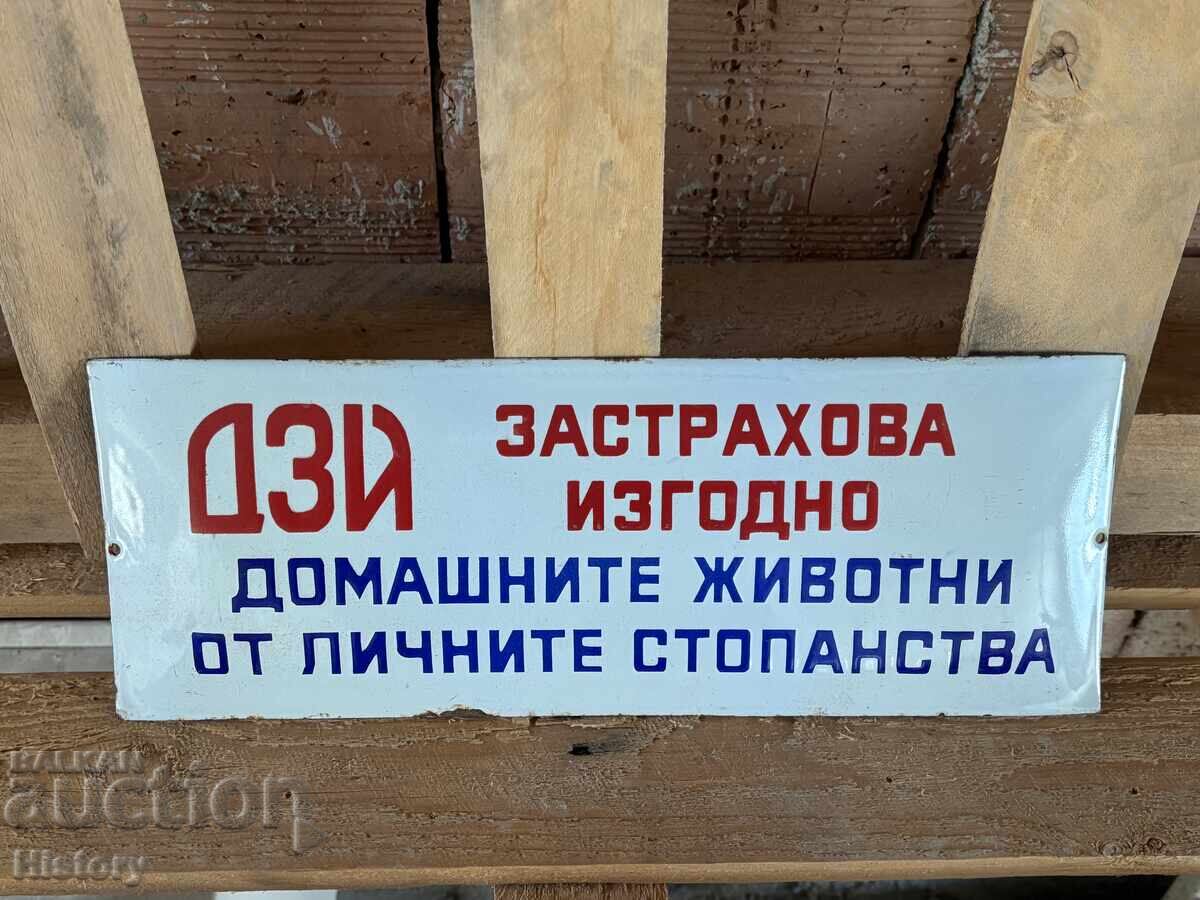 ДЗИ ЗАСТРАХОВА
ИЗГОДНО
ДОМАШНИТЕ ЖИВОТНИ
ОТ ЛИЧНИТЕ СТОПАНСТВА
BALKAN
auction
History